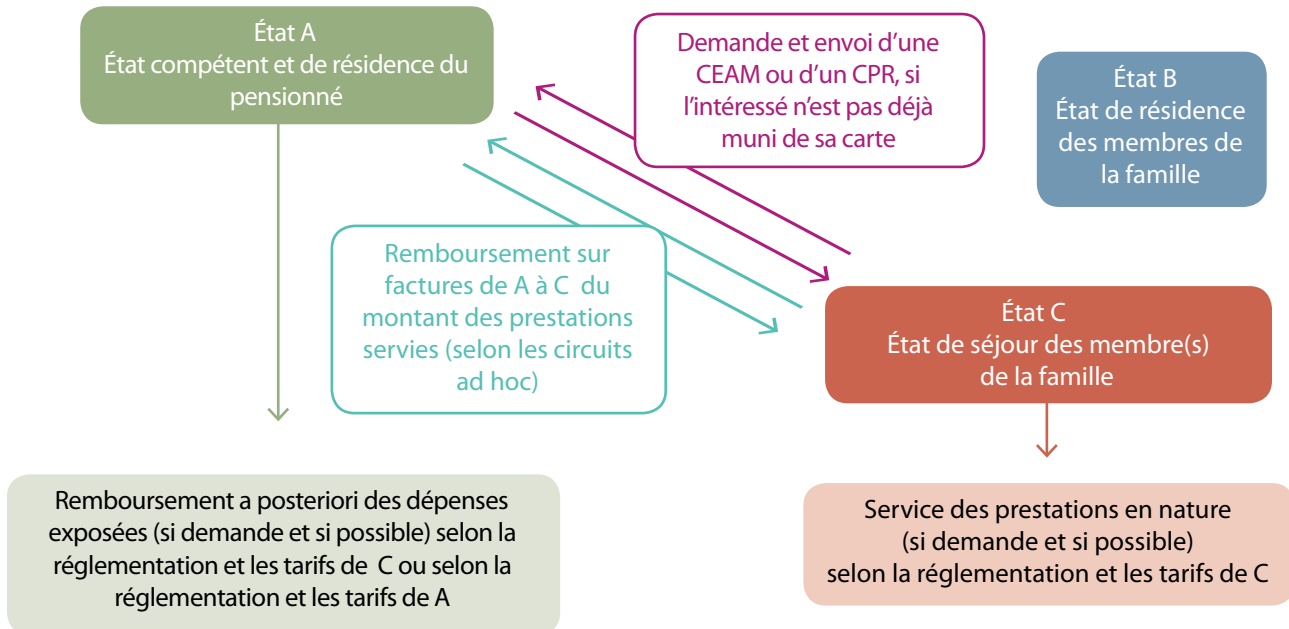 État A
État compétent et de résidence du
pensionné
Demande et envoi d’une
CEAM ou d’un CPR, si
l’intéressé n’est pas déjà
muni de sa carte
État B
État de résidence
des membres de
la famille
Remboursement sur
factures de A à C du
montant des prestations
servies (selon les circuits
ad hoc)
État C
État de séjour des membre(s)
de la famille
Remboursement a posteriori des dépenses
exposées (si demande et si possible) selon la
réglementation et les tarifs de C ou selon la
réglementation et les tarifs de A
Service des prestations en nature
(si demande et si possible)
selon la réglementation et les tarifs de C